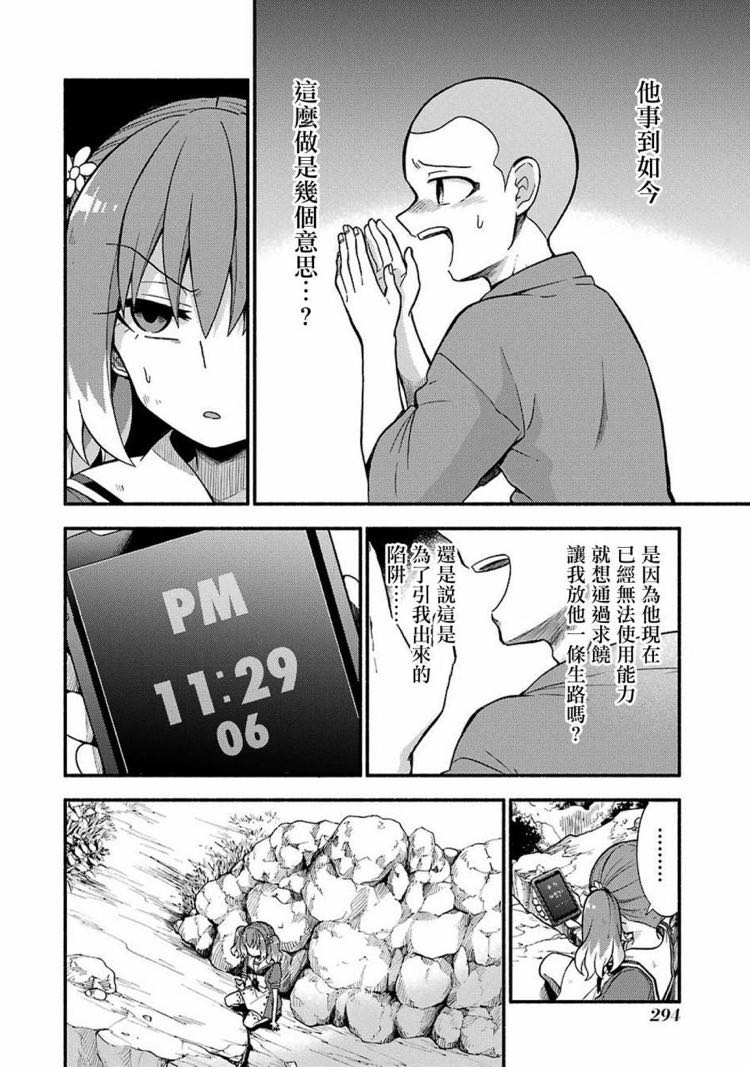 他事到如今
這麼做是幾個意思…？
是因為他現在
已經無法使用能力
就想通過求饒
讓我放他一條生路嗎？
還是説這是
為了引我出來的
陷阱……
PM
11:29
06
………
294